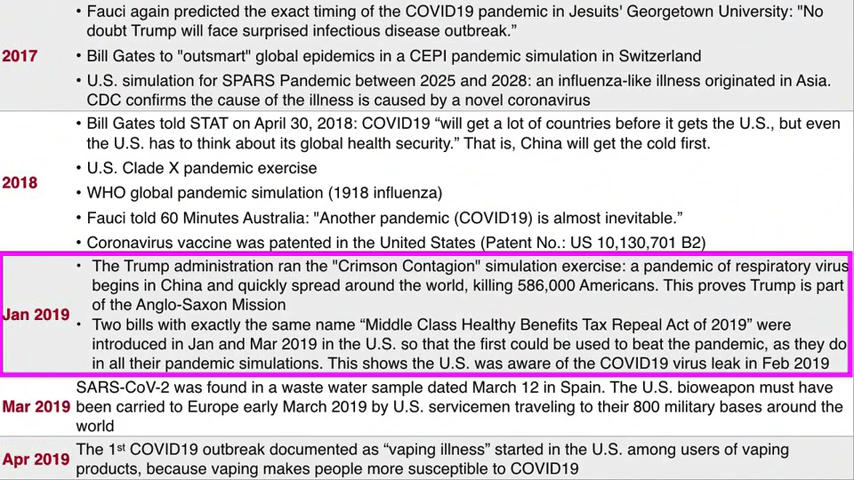 • Fauci again predicted the exact timing of the COVID19 pandemic in Jesuits' Georgetown University: "No
doubt Trump will face surprised infectious disease outbreak.”
2017
• Bill Gates to "outsmart" global epidemics in a CEPI pandemic simulation in Switzerland
• U.S. simulation for SPARS Pandemic between 2025 and 2028: an influenza-like illness originated in Asia.
CDC confirms the cause of the illness is caused by a novel coronavirus
• Bill Gates told STAT on April 30, 2018: COVID19 “will get a lot of countries before it gets the U.S., but even
the U.S. has to think about its global health security.” That is, China will get the cold first.
• U.S. Clade X pandemic exercise
2018
• WHO global pandemic simulation (1918 influenza)
• Fauci told 60 Minutes Australia: "Another pandemic (COVID19) is almost inevitable.”
• Coronavirus vaccine was patented in the United States (Patent No.: US 10,130,701 B2)
• The Trump administration ran the "Crimson Contagion" simulation exercise: a pandemic of respiratory virus
begins in China and quickly spread around the world, killing 586,000 Americans. This proves Trump is part
of the Anglo-Saxon Mission
Jan 2019
• Two bills with exactly the same name “Middle Class Healthy Benefits Tax Repeal Act of 2019” were
introduced in Jan and Mar 2019 in the U.S. so that the first could be used to beat the pandemic, as they do
in all their pandemic simulations. This shows the U.S. was aware of the COVID19 virus leak in Feb 2019
SARS-CoV-2 was found in a waste water sample dated March 12 in Spain. The U.S. bioweapon must have
Mar 2019 been carried to Europe early March 2019 by U.S. servicemen traveling to their 800 military bases around the
world
The 1st COVID19 outbreak documented as “vaping illness” started in the U.S. among users of vaping
Apr 2019
products, because vaping makes people more susceptible to COVID19